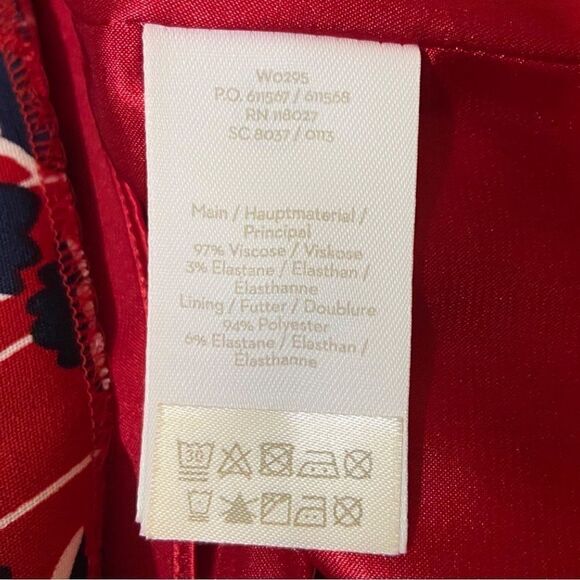 W0295
P.O. 611567 / 611568
RN 118027
SC 8037 / 0113
Main / Hauptmaterial /
Principal
97% Viscose / Viskose
3% Elastane / Elasthan /
Elasthanne
Lining / Futter / Doublure
94% Polyester
6% Elastane / Elasthan /
Elasthanne
30